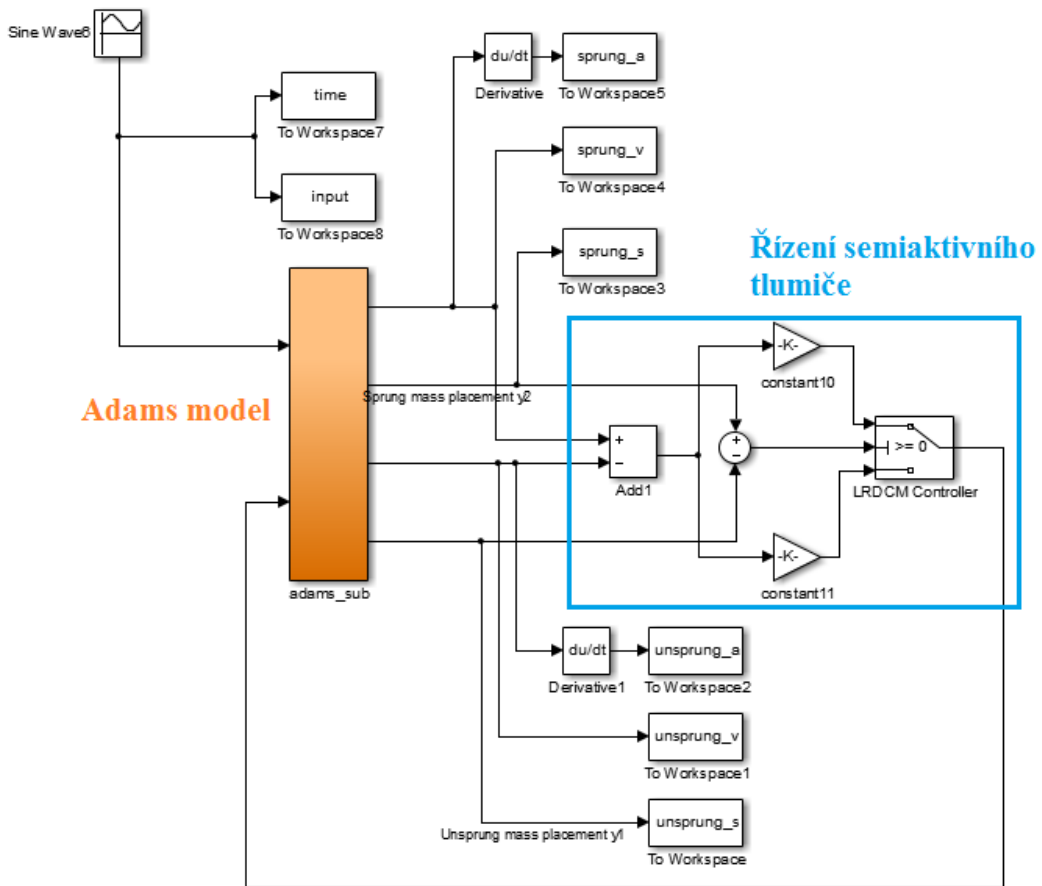 Sine Wave6
time
To Workspace7
input
To Workspace8
du/dt
Derivative
sprung_a
To Workspace5
sprung_v
To Workspace4
sprung_s
To Workspace3
Řízení semiaktivního
tlumiče
Adams model
adams_sub
Sprung mass placement y2
+
−
Add1
+
−
-K-
constant10
>= 0
LRDCM Controller
-K-
constant11
du/dt
Derivative1
unsprung_a
To Workspace2
unsprung_v
To Workspace1
Unsprung mass placement y1
unsprung_s
To Workspace